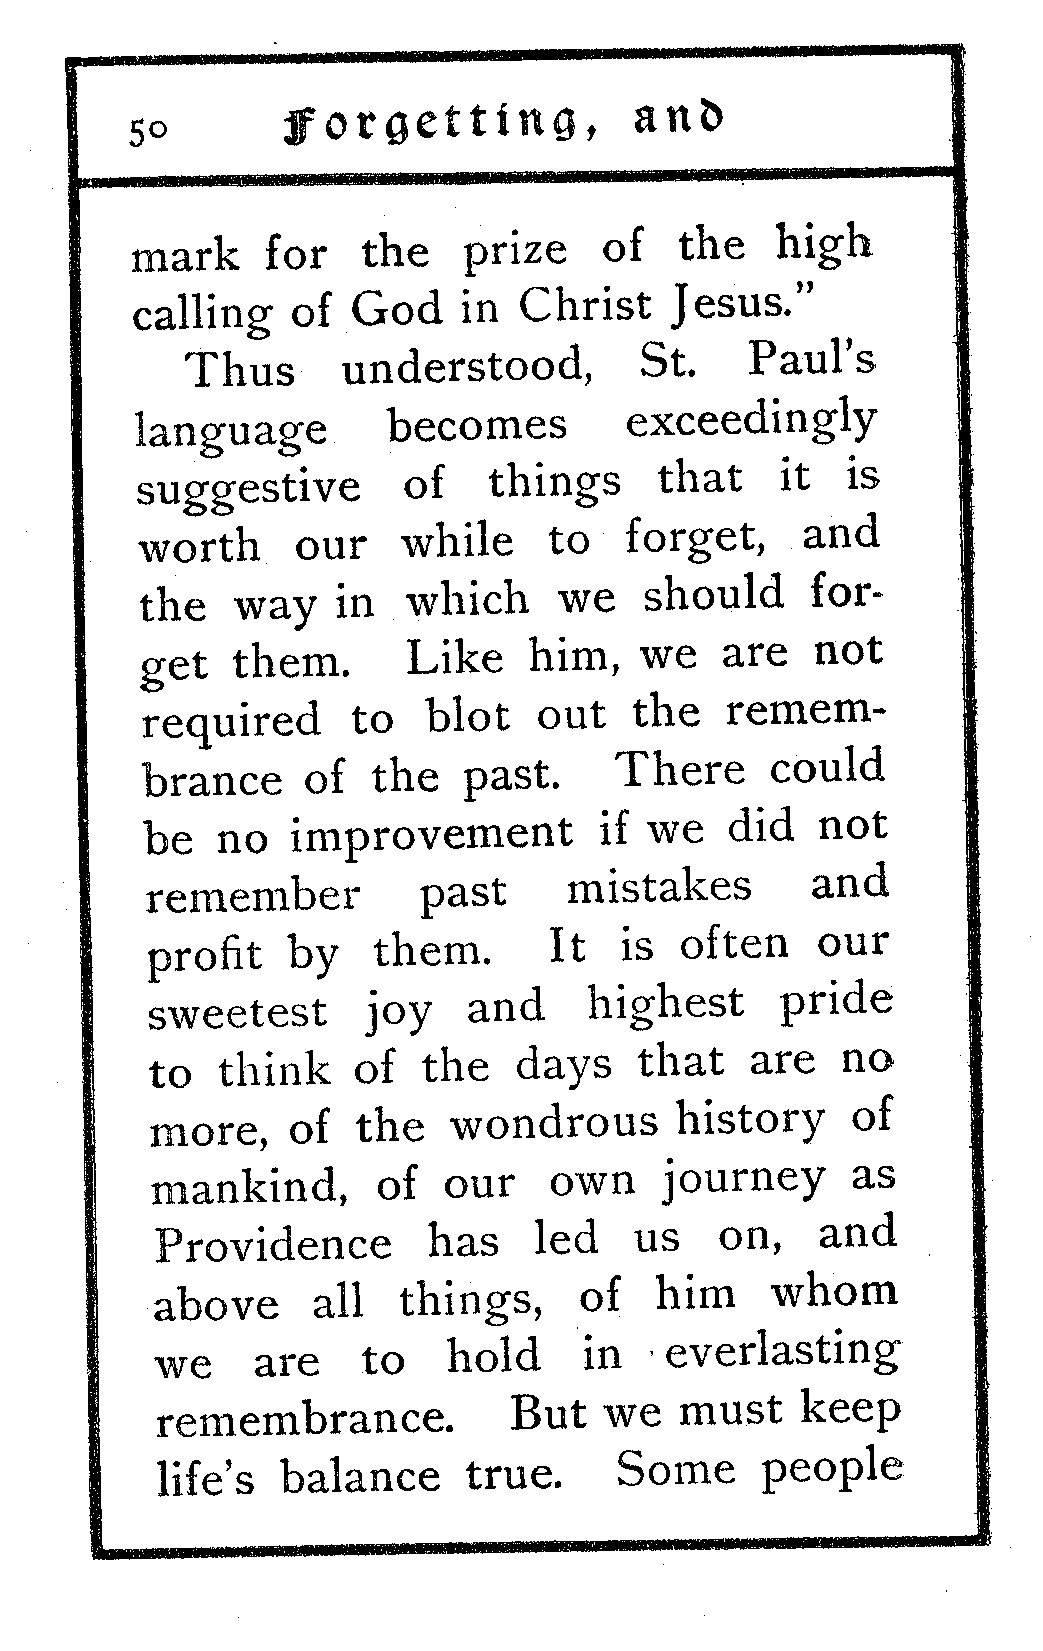 50 Forgetting, and
mark for the prize of the high
calling of God in Christ Jesus."
Thus understood, St. Paul's
language becomes exceedingly
suggestive of things that it is
worth our while to forget, and
the way in which we should for-
get them. Like him, we are not
required to blot out the remem-
brance of the past. There could
be no improvement if we did not
remember past mistakes and
profit by them. It is often our
sweetest joy and highest pride
to think of the days that are no
more, of the wondrous history of
mankind, of our own journey as
Providence has led us on, and
above all things, of him whom
we are to hold in everlasting
remembrance. But we must keep
life's balance true. Some people